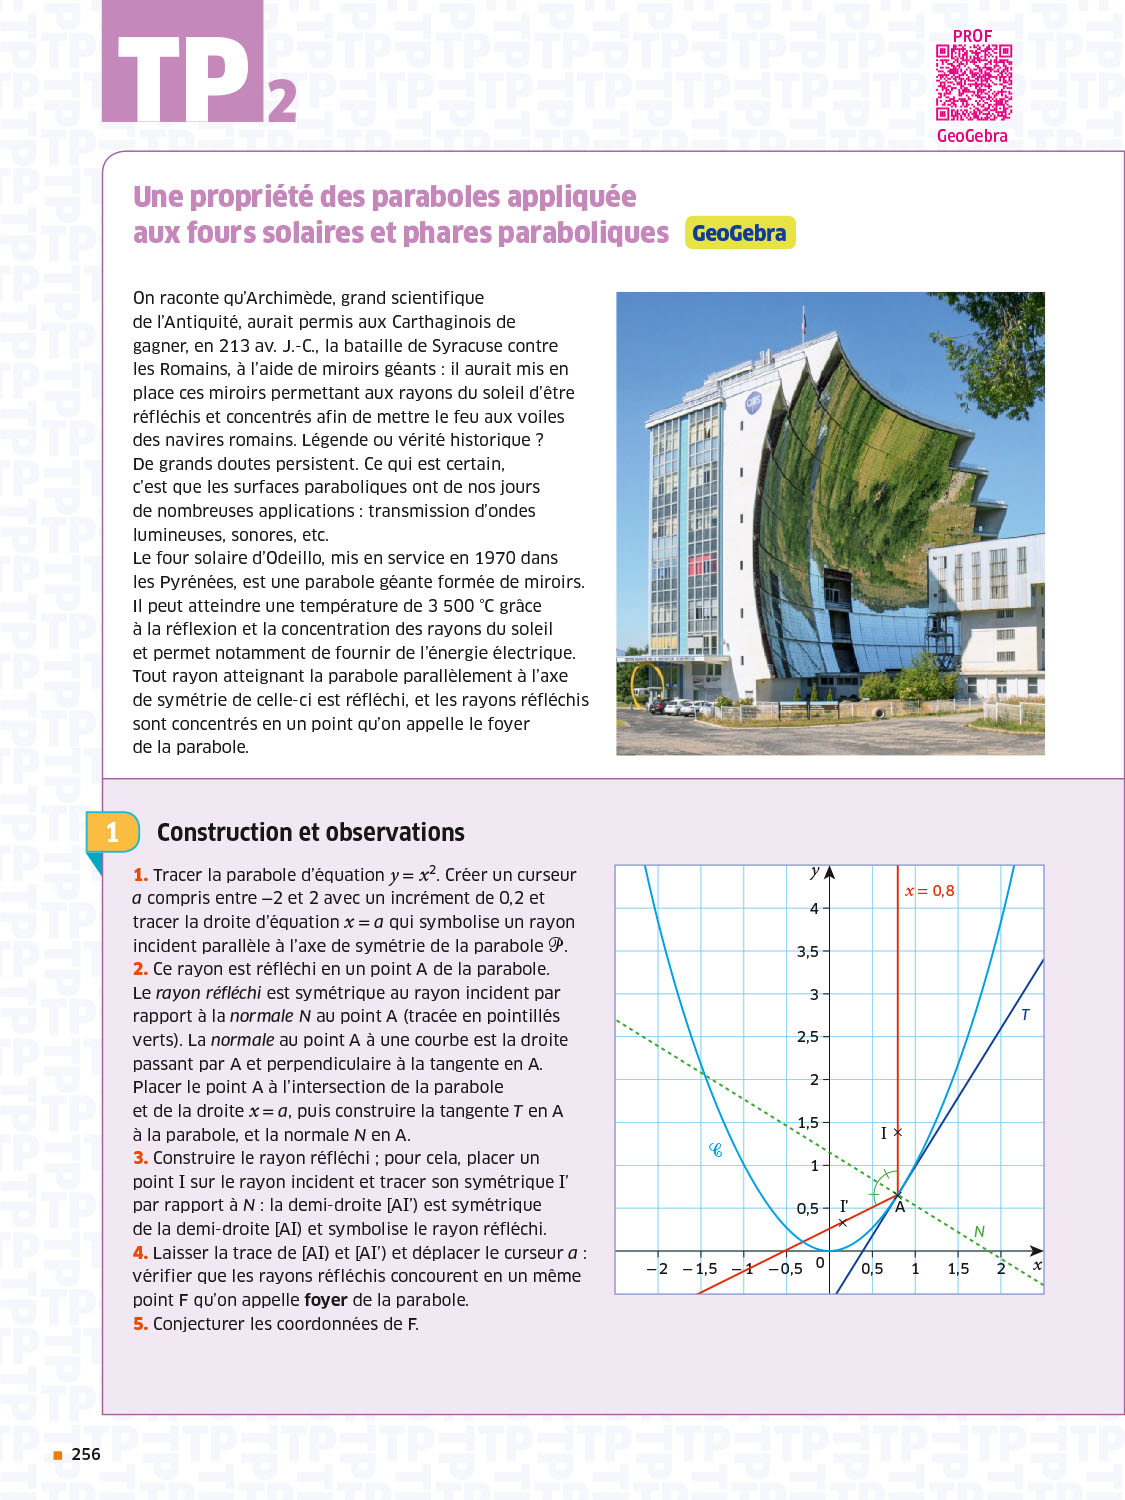 TP2
PROF
GeoGebra
Une propriété des paraboles appliquée
aux fours solaires et phares paraboliques GeoGebra
On raconte qu'Archimède, grand scientifique
de l'Antiquité, aurait permis aux Carthaginois de
gagner, en 213 av. J.-C., la bataille de Syracuse contre
les Romains, à l'aide de miroirs géants : il aurait mis en
place ces miroirs permettant aux rayons du soleil d'être
réfléchis et concentrés afin de mettre le feu aux voiles
des navires romains. Légende ou vérité historique ?
De grands doutes persistent. Ce qui est certain,
c'est que les surfaces paraboliques ont de nos jours
de nombreuses applications : transmission d'ondes
lumineuses, sonores, etc.
Le four solaire d'Odeillo, mis en service en 1970 dans
les Pyrénées, est une parabole géante formée de miroirs.
Il peut atteindre une température de 3 500 °C grâce
à la réflexion et la concentration des rayons du soleil
et permet notamment de fournir de l'énergie électrique.
Tout rayon atteignant la parabole parallèlement à l'axe
de symétrie de celle-ci est réfléchi, et les rayons réfléchis
sont concentrés en un point qu'on appelle le foyer
de la parabole.
cnrs
1 Construction et observations
1. Tracer la parabole d'équation y = x². Créer un curseur
a compris entre –2 et 2 avec un incrément de 0,2 et
tracer la droite d'équation x = a qui symbolise un rayon
incident parallèle à l'axe de symétrie de la parabole 𝒫.
2. Ce rayon est réfléchi en un point A de la parabole.
Le rayon réfléchi est symétrique au rayon incident par
rapport à la normale N au point A (tracée en pointillés
verts). La normale au point A à une courbe est la droite
passant par A et perpendiculaire à la tangente en A.
Placer le point A à l'intersection de la parabole
et de la droite x = a, puis construire la tangente T en A
à la parabole, et la normale N en A.
3. Construire le rayon réfléchi ; pour cela, placer un
point I sur le rayon incident et tracer son symétrique I'
par rapport à N : la demi-droite [AI') est symétrique
de la demi-droite [AI) et symbolise le rayon réfléchi.
4. Laisser la trace de [AI) et [AI') et déplacer le curseur a :
vérifier que les rayons réfléchis concourent en un même
point F qu'on appelle foyer de la parabole.
5. Conjecturer les coordonnées de F.
y
x = 0,8
4
3,5
3
T
2,5
2
1,5
I
𝒞
1
I'
0,5
A
N
–2 –1,5 –1 –0,5 0 0,5 1 1,5 2 x
256